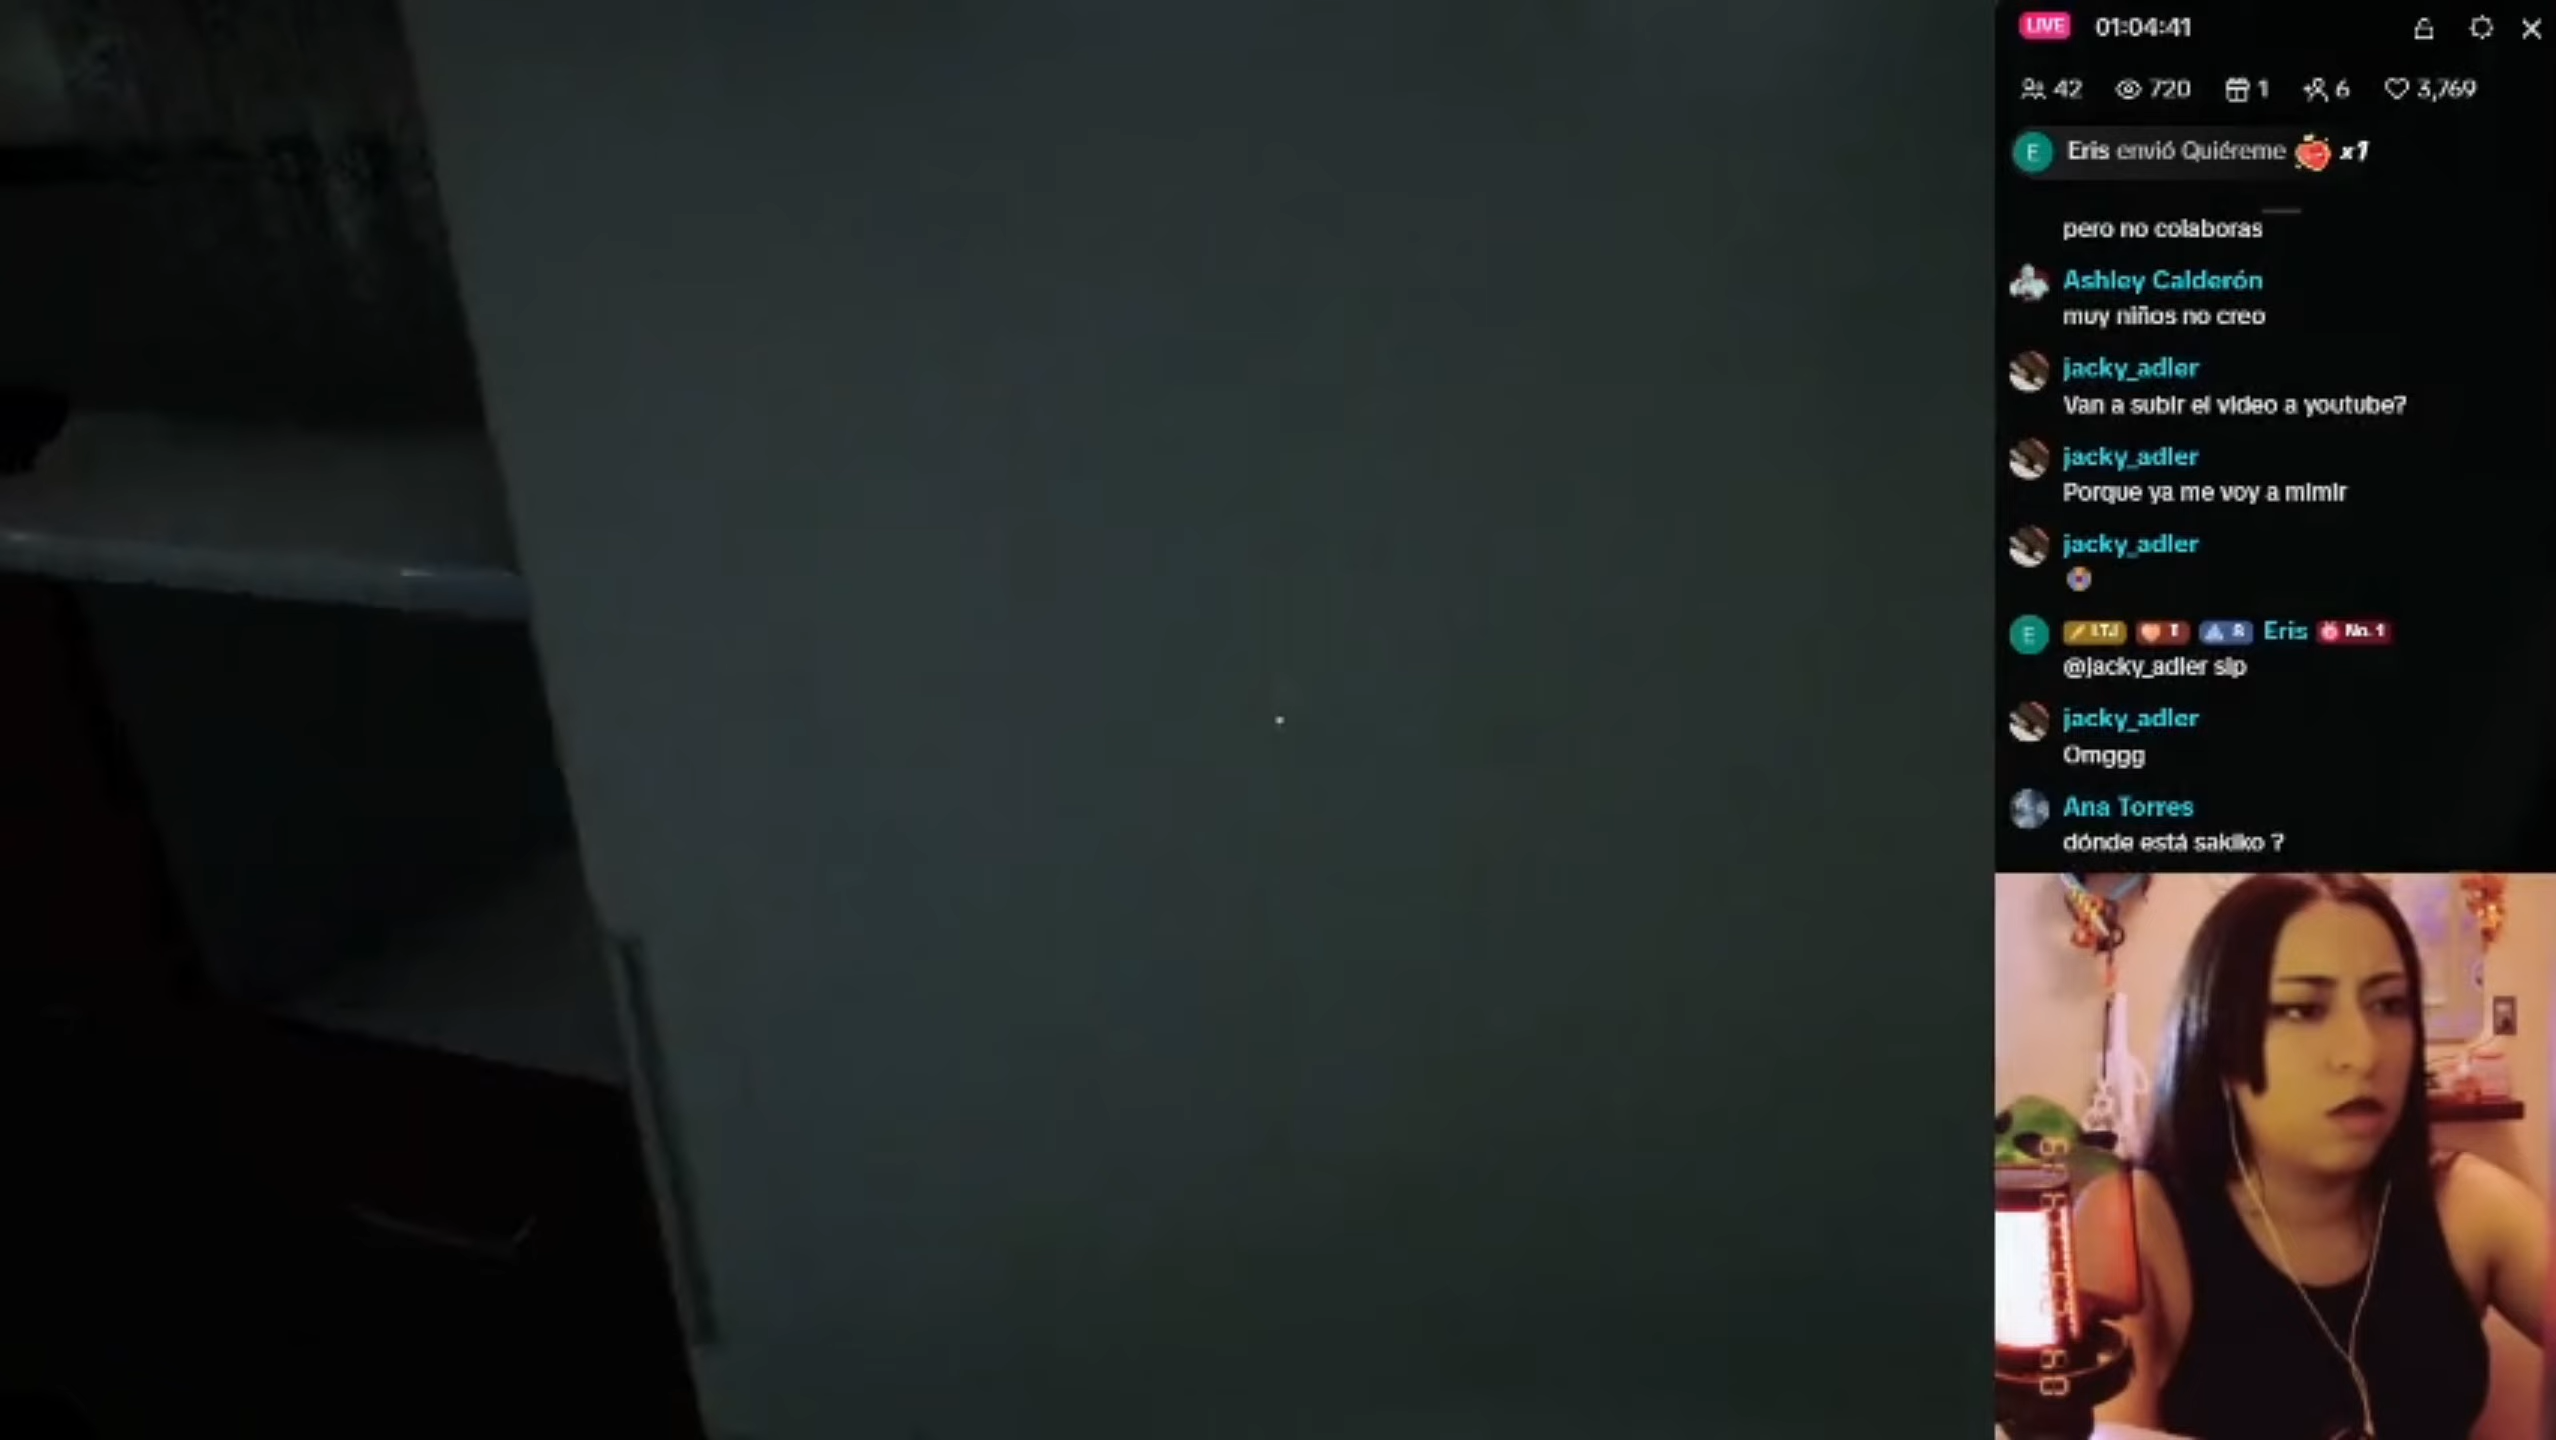 LIVE 01:04:41
42 720 1 6 3,769
Eris envió Quiéreme x1
pero no colaboras
Ashley Calderón
muy niños no creo
jacky_adler
Van a subir el video a youtube?
jacky_adler
Porque ya me voy a mimir
jacky_adler
E Eris No. 1
@jacky_adler sip
jacky_adler
Omggg
Ana Torres
dónde está sakiko ?